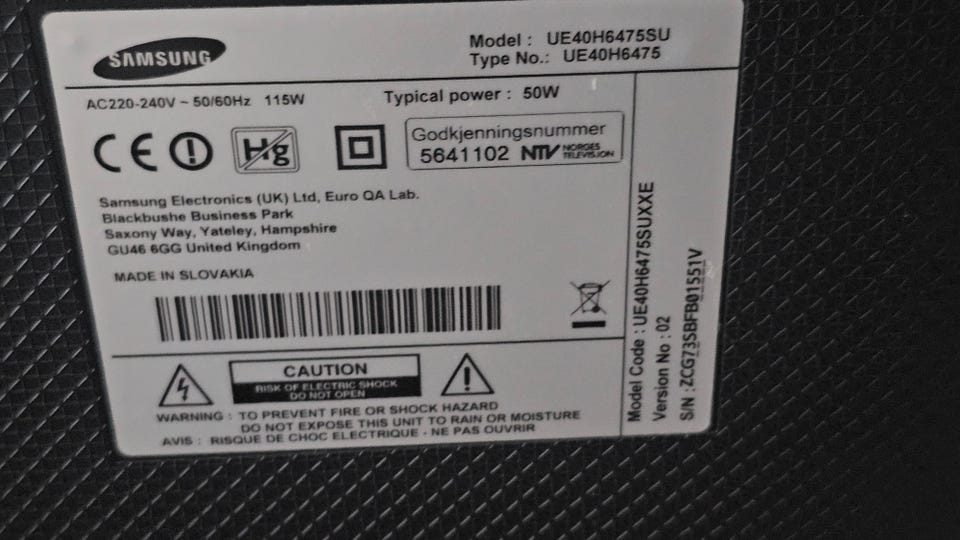 SAMSUNG
Model : UE40H6475SU
Type No.: UE40H6475
AC220-240V ~ 50/60Hz 115W
Typical power : 50W
CE
Hg
Godkjenningsnummer
5641102 NTV NORGES TELEVISJON
Samsung Electronics (UK) Ltd, Euro QA Lab.
Blackbushe Business Park
Saxony Way, Yateley, Hampshire
GU46 6GG United Kingdom
MADE IN SLOVAKIA
CAUTION
RISK OF ELECTRIC SHOCK
DO NOT OPEN
WARNING : TO PREVENT FIRE OR SHOCK HAZARD
DO NOT EXPOSE THIS UNIT TO RAIN OR MOISTURE
AVIS : RISQUE DE CHOC ELECTRIQUE - NE PAS OUVRIR
Model Code : UE40H6475SUXXE
Version No : 02
S/N : ZCG73SBFB01551V